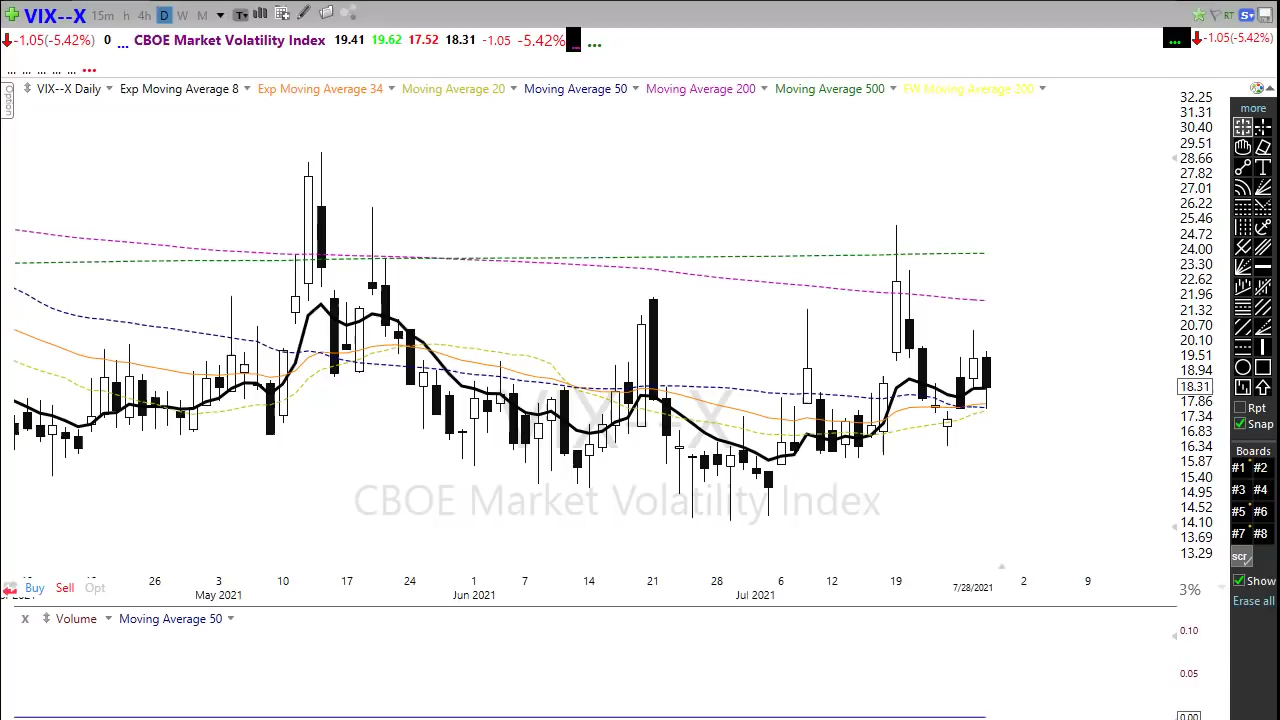 VIX--X 15m h 4h D W M T RT S
-1.05(-5.42%) 0 ... CBOE Market Volatility Index 19.41 19.62 17.52 18.31 -1.05 -5.42% ... ... -1.05(-5.42%)
... ... ... ... ... ...
Option
VIX--X Daily Exp Moving Average 8 Exp Moving Average 34 Moving Average 20 Moving Average 50 Moving Average 200 Moving Average 500 FW Moving Average 200
32.25
31.31
30.40
29.51
28.66
27.82
27.01
26.22
25.46
24.72
24.00
23.30
22.62
21.96
21.32
20.70
20.10
19.51
18.94
18.31
17.86
17.34
16.83
16.34
15.87
15.40
14.95
14.52
14.10
13.69
13.29
VIX--X
CBOE Market Volatility Index
26 3 10 17 24 1 7 14 21 28 6 12 19 7/28/2021 2 9
May 2021 Jun 2021 Jul 2021
Buy Sell Opt
3%
x Volume Moving Average 50
0.10
0.05
0.00
more
T
Rpt
Snap
Boards
#1 #2
#3 #4
#5 #6
#7 #8
scr
Show
Erase all